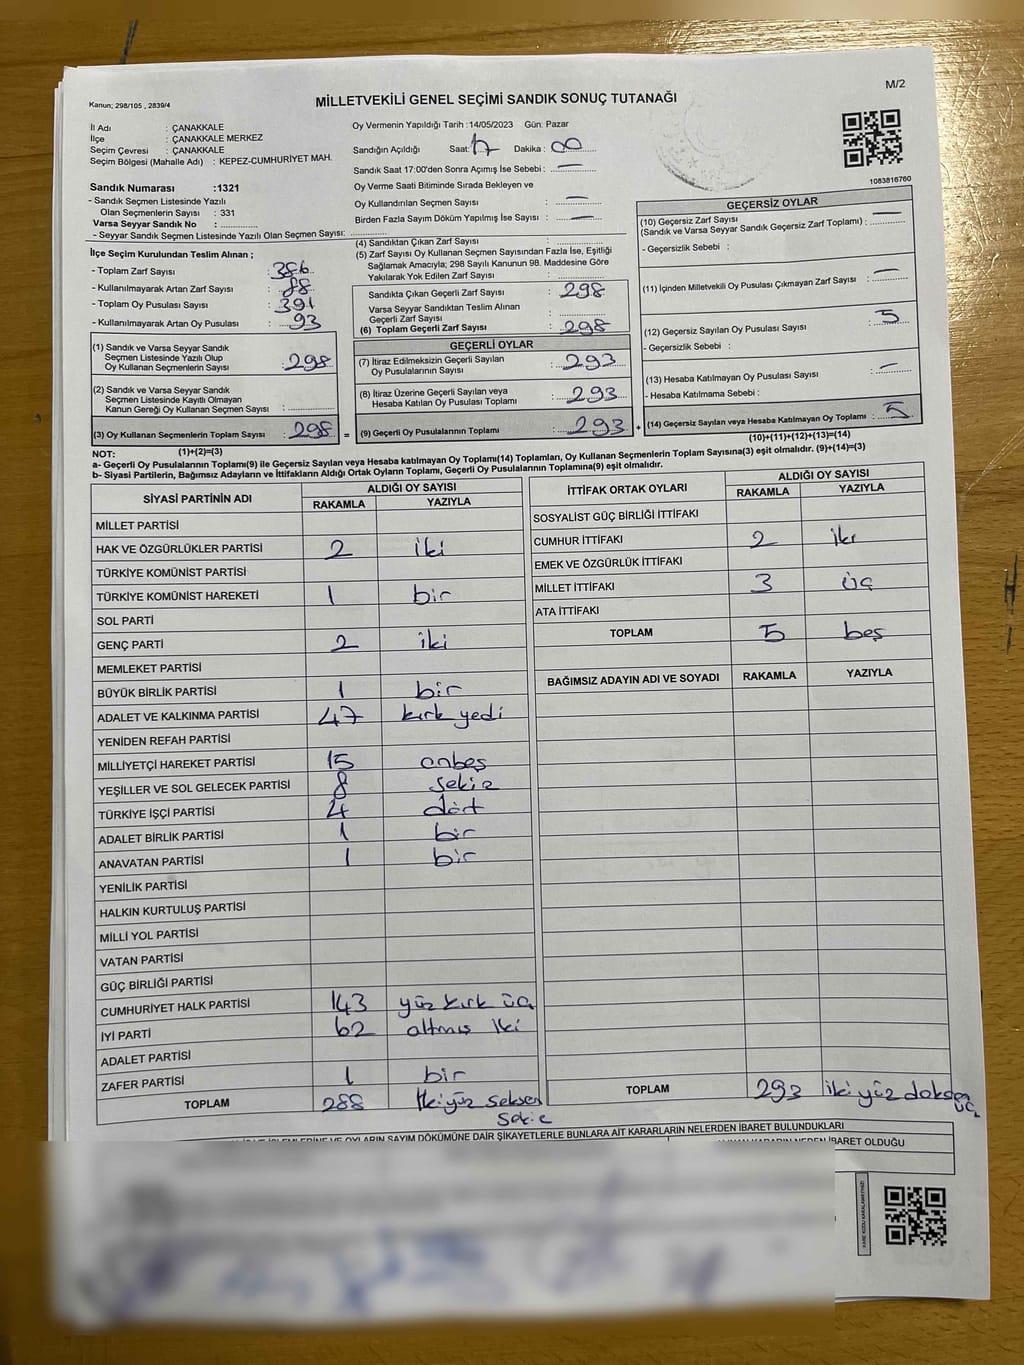 M/2
Kanun; 298/105 , 2839/4
MİLLETVEKİLİ GENEL SEÇİMİ SANDIK SONUÇ TUTANAĞI
İl Adı : ÇANAKKALE
İlçe : ÇANAKKALE MERKEZ
Seçim Çevresi : ÇANAKKALE
Seçim Bölgesi (Mahalle Adı) : KEPEZ-CUMHURİYET MAH.
Sandık Numarası :1321
- Sandık Seçmen Listesinde Yazılı
Olan Seçmenlerin Sayısı : 331
Varsa Seyyar Sandık No :
- Seyyar Sandık Seçmen Listesinde Yazılı Olan Seçmen Sayısı:
Oy Vermenin Yapıldığı Tarih :14/05/2023 Gün: Pazar
Sandığın Açıldığı Saat: 17 Dakika : 00
Sandık Saat 17:00'den Sonra Açımış İse Sebebi : —
Oy Verme Saati Bitiminde Sırada Bekleyen ve
Oy Kullandırılan Seçmen Sayısı : —
Birden Fazla Sayım Döküm Yapılmış İse Sayısı : —
1083816760
İlçe Seçim Kurulundan Teslim Alınan ;
- Toplam Zarf Sayısı : 386
- Kullanılmayarak Artan Zarf Sayısı : 88
- Toplam Oy Pusulası Sayısı : 391
- Kullanılmayarak Artan Oy Pusulası : 93
(1) Sandık ve Varsa Seyyar Sandık
Seçmen Listesinde Yazılı Olup
Oy Kullanan Seçmenlerin Sayısı : 298
(2) Sandık ve Varsa Seyyar Sandık
Seçmen Listesinde Kayıtlı Olmayan
Kanun Gereği Oy Kullanan Seçmen Sayısı :
(3) Oy Kullanan Seçmenlerin Toplam Sayısı : 298
(1)+(2)=(3)
(4) Sandıktan Çıkan Zarf Sayısı :
(5) Zarf Sayısı Oy Kullanan Seçmen Sayısından Fazla İse, Eşitliği
Sağlamak Amacıyla; 298 Sayılı Kanunun 98. Maddesine Göre
Yakılarak Yok Edilen Zarf Sayısı :
Sandıkta Çıkan Geçerli Zarf Sayısı : 298
Varsa Seyyar Sandıktan Teslim Alınan
Geçerli Zarf Sayısı :
(6) Toplam Geçerli Zarf Sayısı : 298
GEÇERLİ OYLAR
(7) İtiraz Edilmeksizin Geçerli Sayılan
Oy Pusulalarının Sayısı : 293
(8) İtiraz Üzerine Geçerli Sayılan veya
Hesaba Katılan Oy Pusulası Toplamı : 293
= (9) Geçerli Oy Pusulalarının Toplamı : 293
GEÇERSİZ OYLAR
(10) Geçersiz Zarf Sayısı
(Sandık ve Varsa Seyyar Sandık Geçersiz Zarf Toplamı) : —
- Geçersizlik Sebebi :
(11) İçinden Milletvekili Oy Pusulası Çıkmayan Zarf Sayısı : —
(12) Geçersiz Sayılan Oy Pusulası Sayısı : 5
- Geçersizlik Sebebi :
(13) Hesaba Katılmayan Oy Pusulası Sayısı : —
- Hesaba Katılmama Sebebi :
+ (14) Geçersiz Sayılan veya Hesaba Katılmayan Oy Toplamı : 5
(10)+(11)+(12)+(13)=(14)
NOT:
a- Geçerli Oy Pusulalarının Toplamı(9) ile Geçersiz Sayılan veya Hesaba katılmayan Oy Toplamı(14) Toplamları, Oy Kullanan Seçmenlerin Toplam Sayısına(3) eşit olmalıdır. (9)+(14)=(3)
b- Siyasi Partilerin, Bağımsız Adayların ve İttifakların Aldığı Ortak Oyların Toplamı, Geçerli Oy Pusulalarının Toplamına(9) eşit olmalıdır.
SİYASİ PARTİNİN ADI ALDIĞI OY SAYISI
RAKAMLA YAZIYLA
MİLLET PARTİSİ
HAK VE ÖZGÜRLÜKLER PARTİSİ 2 iki
TÜRKİYE KOMÜNİST PARTİSİ
TÜRKİYE KOMÜNİST HAREKETİ 1 bir
SOL PARTİ
GENÇ PARTİ 2 iki
MEMLEKET PARTİSİ
BÜYÜK BİRLİK PARTİSİ 1 bir
ADALET VE KALKINMA PARTİSİ 47 kırk yedi
YENİDEN REFAH PARTİSİ
MİLLİYETÇİ HAREKET PARTİSİ 15 onbeş
YEŞİLLER VE SOL GELECEK PARTİSİ 8 sekiz
TÜRKİYE İŞÇİ PARTİSİ 4 dört
ADALET BİRLİK PARTİSİ 1 bir
ANAVATAN PARTİSİ 1 bir
YENİLİK PARTİSİ
HALKIN KURTULUŞ PARTİSİ
MİLLİ YOL PARTİSİ
VATAN PARTİSİ
GÜÇ BİRLİĞİ PARTİSİ
CUMHURİYET HALK PARTİSİ 143 yüz kırk üç
İYİ PARTİ 62 altmış iki
ADALET PARTİSİ
ZAFER PARTİSİ 1 bir
TOPLAM 288 İkiyüz seksen
sekiz
İTTİFAK ORTAK OYLARI ALDIĞI OY SAYISI
RAKAMLA YAZIYLA
SOSYALİST GÜÇ BİRLİĞİ İTTİFAKI
CUMHUR İTTİFAKI 2 iki
EMEK VE ÖZGÜRLÜK İTTİFAKI
MİLLET İTTİFAKI 3 üç
ATA İTTİFAKI
TOPLAM 5 beş
BAĞIMSIZ ADAYIN ADI VE SOYADI RAKAMLA YAZIYLA
TOPLAM 293 iki yüz doksan
üç
OYLARIN SAYIM DÖKÜMÜNE DAİR ŞİKAYETLERLE BUNLARA AİT KARARLARIN NELERDEN İBARET BULUNDUKLARI
NEDEN İBARET OLDUĞU